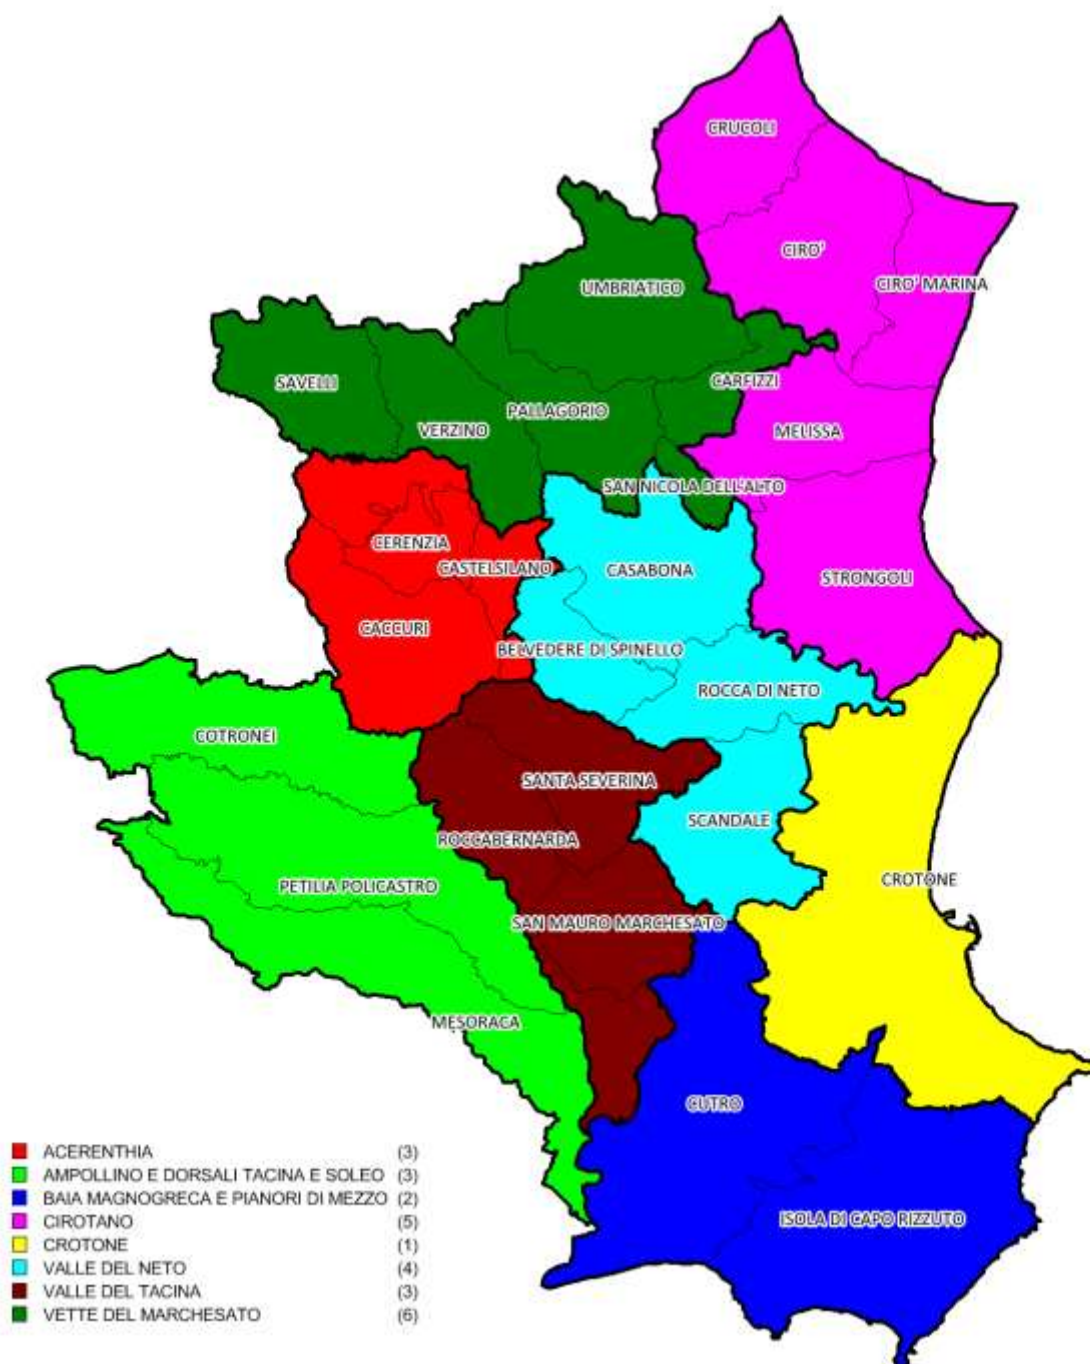 CRUCOLI
CIRO'
CIRO' MARINA
UMBRIATICO
SAVELLI
CARFIZZI
PALLAGORIO
VERZINO
MELISSA
SAN NICOLA DELL'ALTO
CERENZIA
CASTELSILANO
CASABONA
STRONGOLI
CACCURI
BELVEDERE DI SPINELLO
ROCCA DI NETO
COTRONEI
SANTA SEVERINA
SCANDALE
ROCCABERNARDA
CROTONE
PETILIA POLICASTRO
SAN MAURO MARCHESATO
MESORACA
CUTRO
ISOLA DI CAPO RIZZUTO
ACERENTHIA (3)
AMPOLLINO E DORSALI TACINA E SOLEO (3)
BAIA MAGNOGRECA E PIANORI DI MEZZO (2)
CIROTANO (5)
CROTONE (1)
VALLE DEL NETO (4)
VALLE DEL TACINA (3)
VETTE DEL MARCHESATO (6)